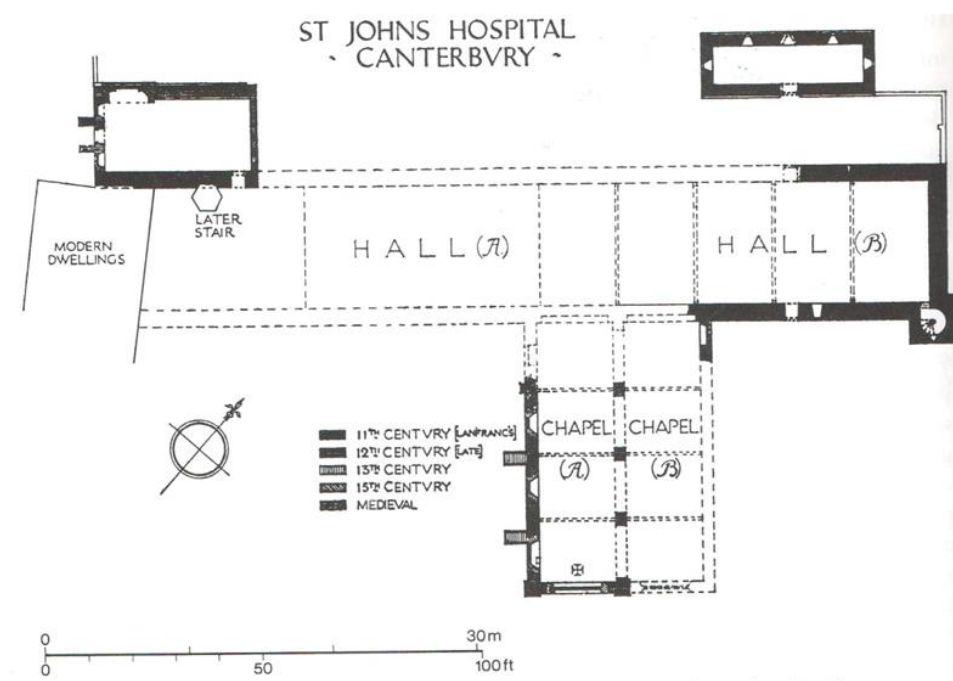 ST JOHNS HOSPITAL
- CANTERBVRY -
LATER
STAIR
MODERN
DWELLINGS
HALL (A)
HALL (B)
CHAPEL CHAPEL
(A) (B)
11TH CENTVRY [LANFRANC'S]
12TH CENTVRY [LATE]
13TH CENTVRY
15TH CENTVRY
MEDIEVAL
0 30m
0 50 100ft